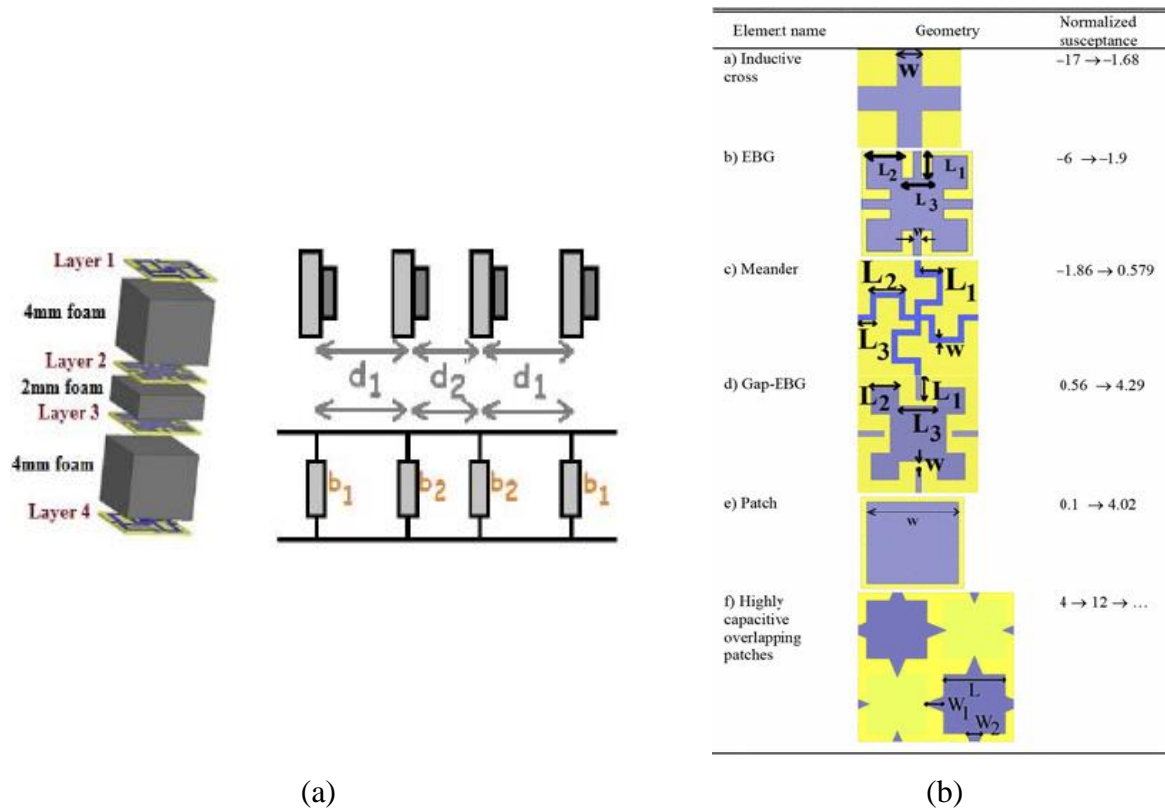 Layer 1
4mm foam
Layer 2
2mm foam
Layer 3
4mm foam
Layer 4
d1 d2 d1
b1 b2 b2 b1
(a)
Element name Geometry Normalized
susceptance
a) Inductive
cross
w
−17 → −1.68
b) EBG
L2 L1
L3
w
−6 → −1.9
c) Meander
L2 L1
L3 w
−1.86 → 0.579
d) Gap-EBG
L2 L1
L3
w
0.56 → 4.29
e) Patch
w
0.1 → 4.02
f) Highly
capacitive
overlapping
patches
L
W1
W2
4 → 12 → …
(b)